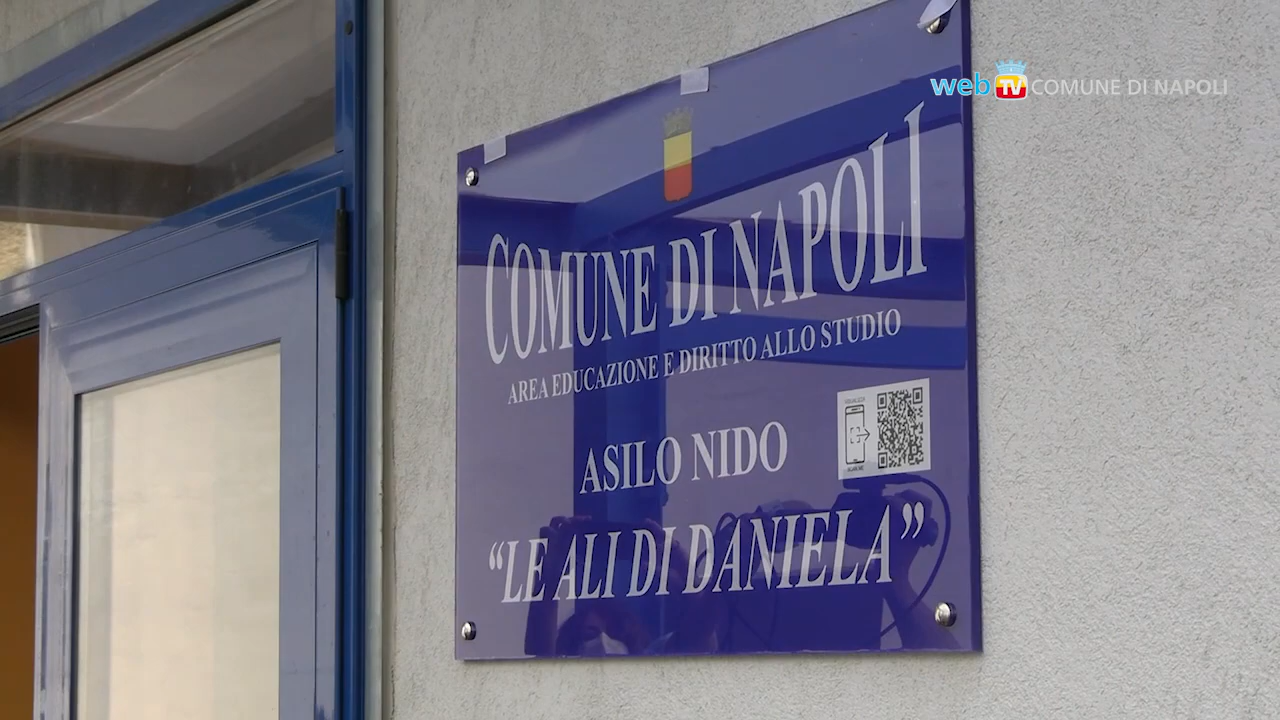 web TV COMUNE DI NAPOLI
COMUNE DI NAPOLI
AREA EDUCAZIONE E DIRITTO ALLO STUDIO
ASILO NIDO
“LE ALI DI DANIELA”